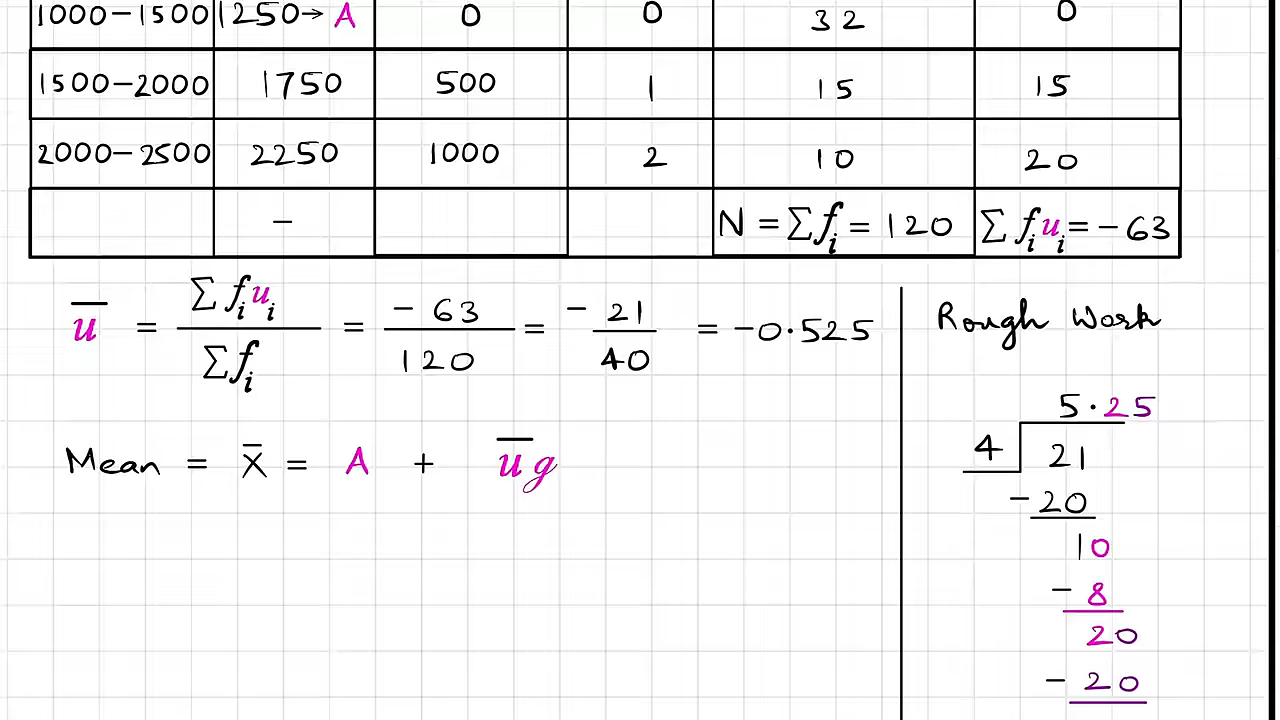 1000-1500 1250→ A 0 0 32 0
1500-2000 1750 500 1 15 15
2000-2500 2250 1000 2 10 20
- N = Σfi = 120 Σfiui = -63
ū = Σfiui / Σfi = -63/120 = -21/40 = -0.525
Mean = X̄ = A + ūg
Rough Work
5.25
4 21
-20
10
-8
20
-20